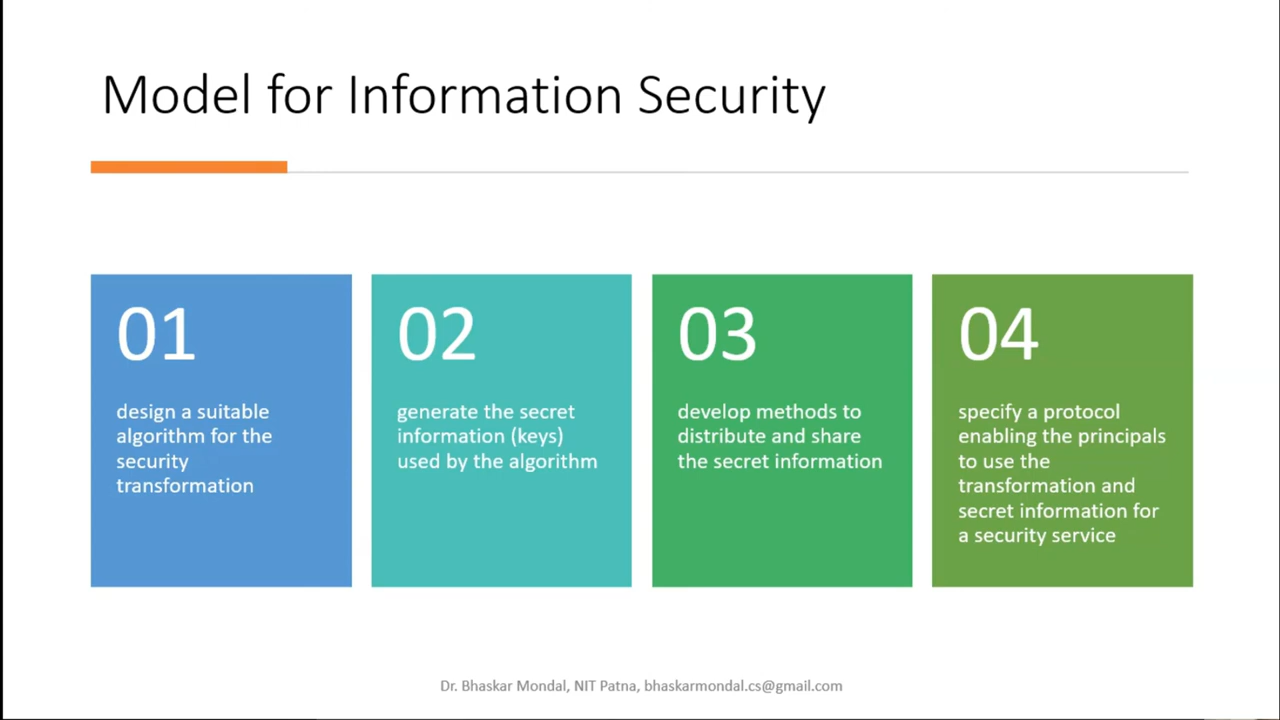 Model for Information Security
01
design a suitable
algorithm for the
security
transformation
02
generate the secret
information (keys)
used by the algorithm
03
develop methods to
distribute and share
the secret information
04
specify a protocol
enabling the principals
to use the
transformation and
secret information for
a security service
Dr. Bhaskar Mondal, NIT Patna, bhaskarmondal.cs@gmail.com